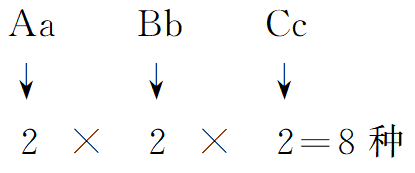 Aa Bb Cc
↓ ↓ ↓
2 × 2 × 2=8 种